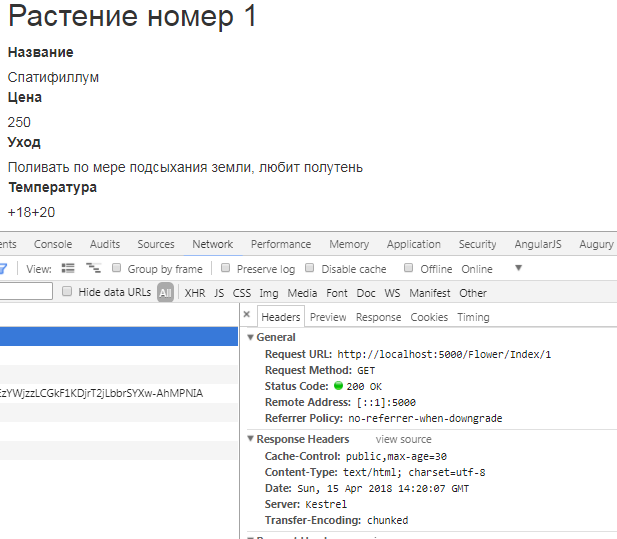 Растение номер 1
Название
Спатифиллум
Цена
250
Уход
Поливать по мере подсыхания земли, любит полутень
Температура
+18+20
ents Console Audits Sources Network Performance Memory Application Security AngularJS Augury
View: Group by frame Preserve log Disable cache Offline Online
Hide data URLs All XHR JS CSS Img Media Font Doc WS Manifest Other
× Headers Preview Response Cookies Timing
General
Request URL: http://localhost:5000/Flower/Index/1
Request Method: GET
Status Code: 200 OK
EzYWjzzLCGkF1KDjrT2jLbbrSYXw-AhMPNIA
Remote Address: [::1]:5000
Referrer Policy: no-referrer-when-downgrade
Response Headers view source
Cache-Control: public,max-age=30
Content-Type: text/html; charset=utf-8
Date: Sun, 15 Apr 2018 14:20:07 GMT
Server: Kestrel
Transfer-Encoding: chunked